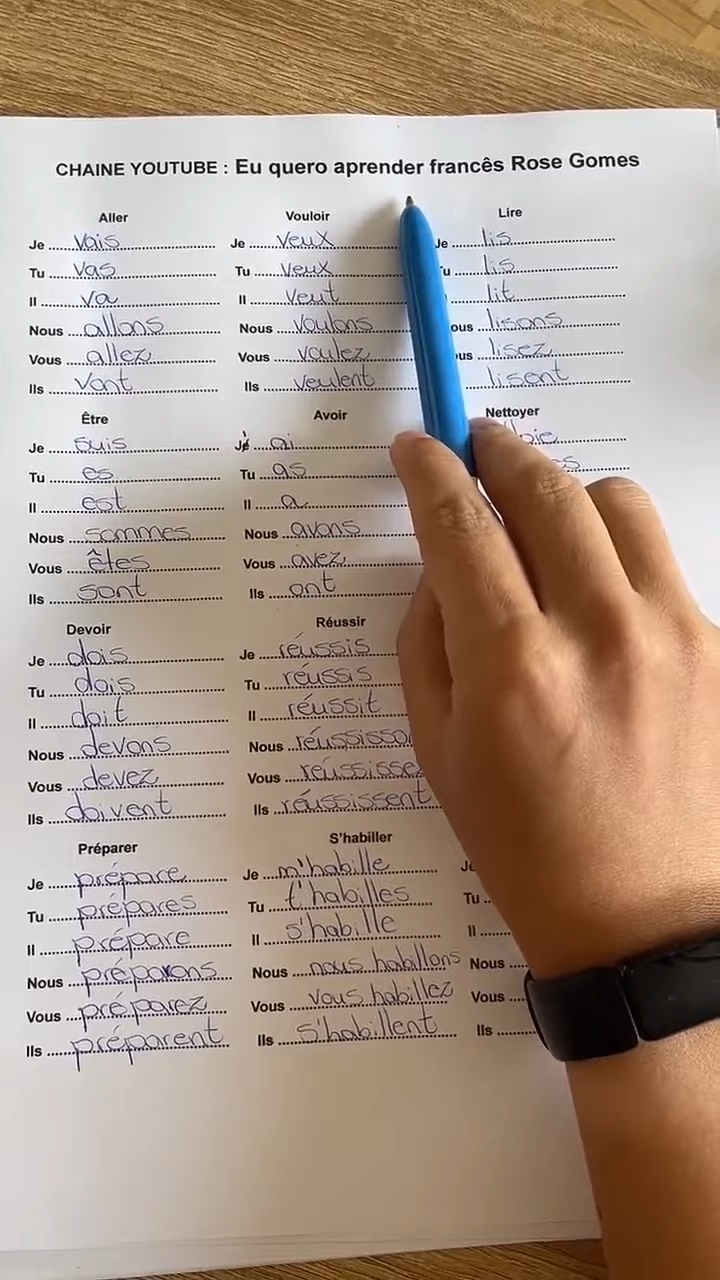 CHAINE YOUTUBE : Eu quero aprender francês Rose Gomes
Aller
Je vais
Tu vas
Il va
Nous allons
Vous allez
Ils vont
Vouloir
Je veux
Tu veux
Il veut
Nous voulons
Vous voulez
Ils veulent
Lire
Je lis
lis
lit
lisons
lisez
lisent
Être
Je suis
Tu es
Il est
Nous sommes
Vous êtes
Ils sont
Avoir
J' ai
Tu as
Il a
Nous avons
Vous avez
Ils ont
Nettoyer
Devoir
Je dois
Tu dois
Il doit
Nous devons
Vous devez
Ils doivent
Réussir
Je réussis
Tu réussis
Il réussit
Nous
Vous
Ils réussissent
Préparer
Je prépare
Tu prépares
Il prépare
Nous préparons
Vous préparez
Ils préparent
S'habiller
Je m'habille
Tu t'habilles
Il s'habille
Nous nous habillons
Vous vous habillez
Ils s'habillent
Je
Tu
Il
Nous
Vous
Ils